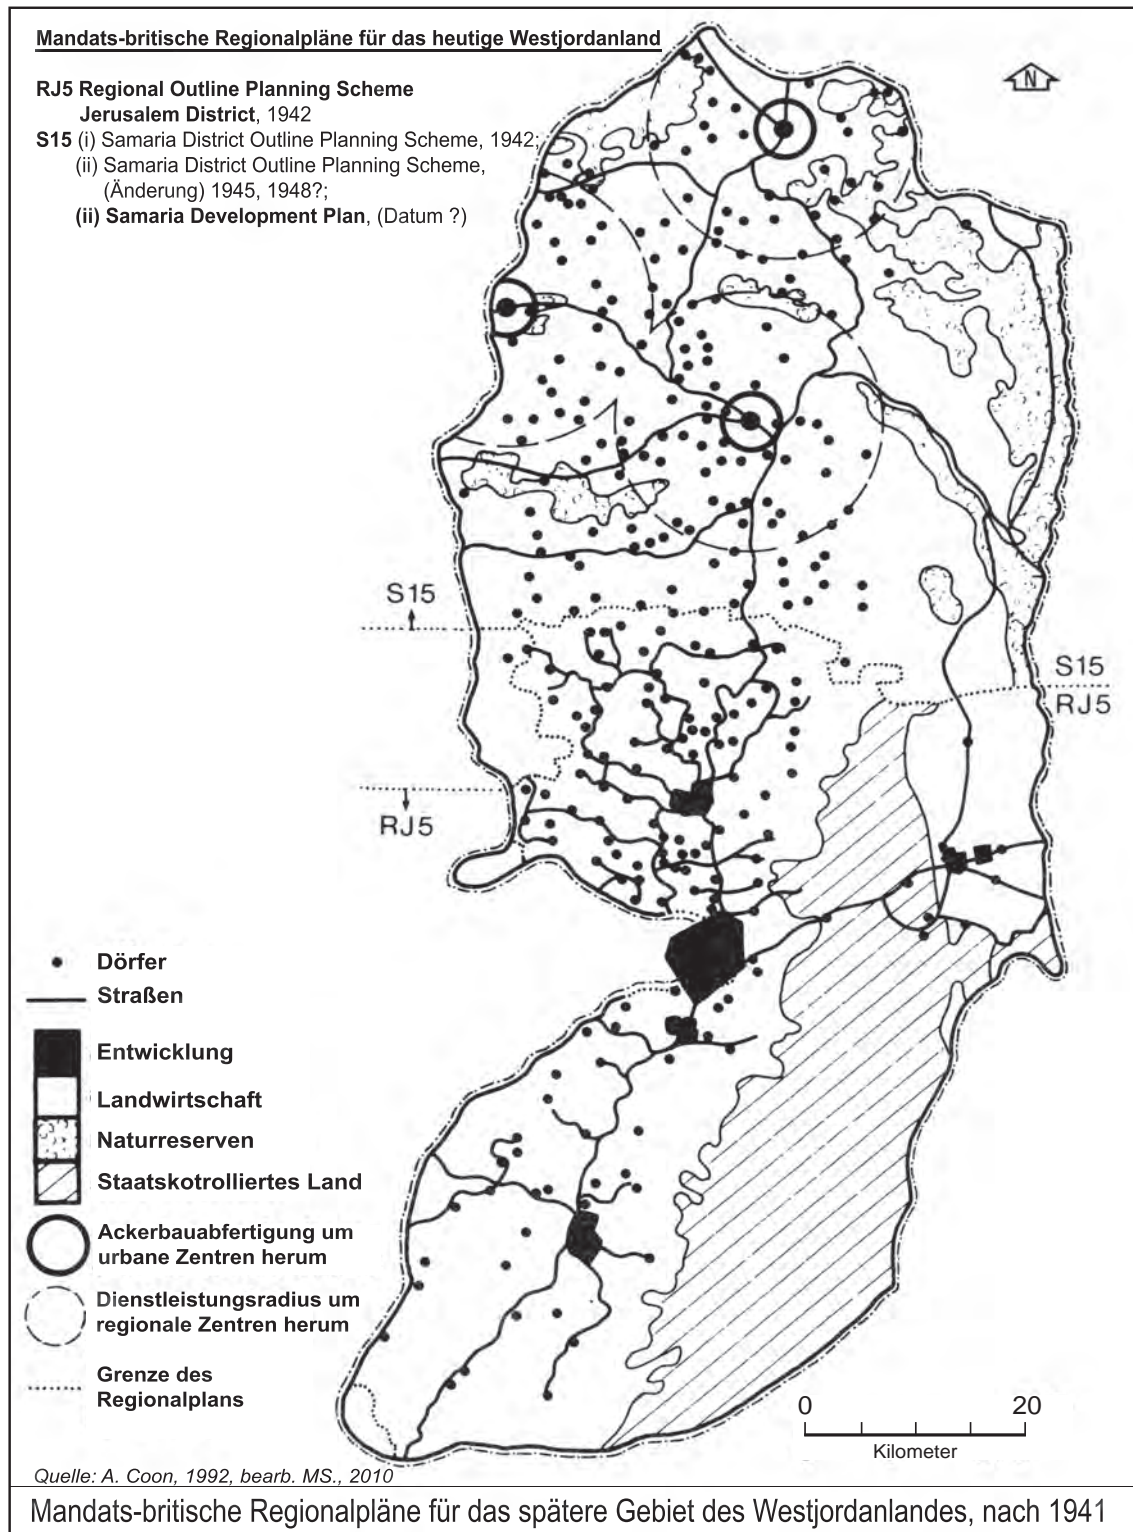 Mandats-britische Regionalpläne für das heutige Westjordanland
RJ5 Regional Outline Planning Scheme
Jerusalem District, 1942
S15 (i) Samaria District Outline Planning Scheme, 1942;
(ii) Samaria District Outline Planning Scheme,
(Änderung) 1945, 1948?;
(ii) Samaria Development Plan, (Datum ?)
N
S15
S15
RJ5
RJ5
Dörfer
Straßen
Entwicklung
Landwirtschaft
Naturreserven
Staatskotrolliertes Land
Ackerbauabfertigung um
urbane Zentren herum
Dienstleistungsradius um
regionale Zentren herum
Grenze des
Regionalplans
0 20
Kilometer
Quelle: A. Coon, 1992, bearb. MS., 2010
Mandats-britische Regionalpläne für das spätere Gebiet des Westjordanlandes, nach 1941